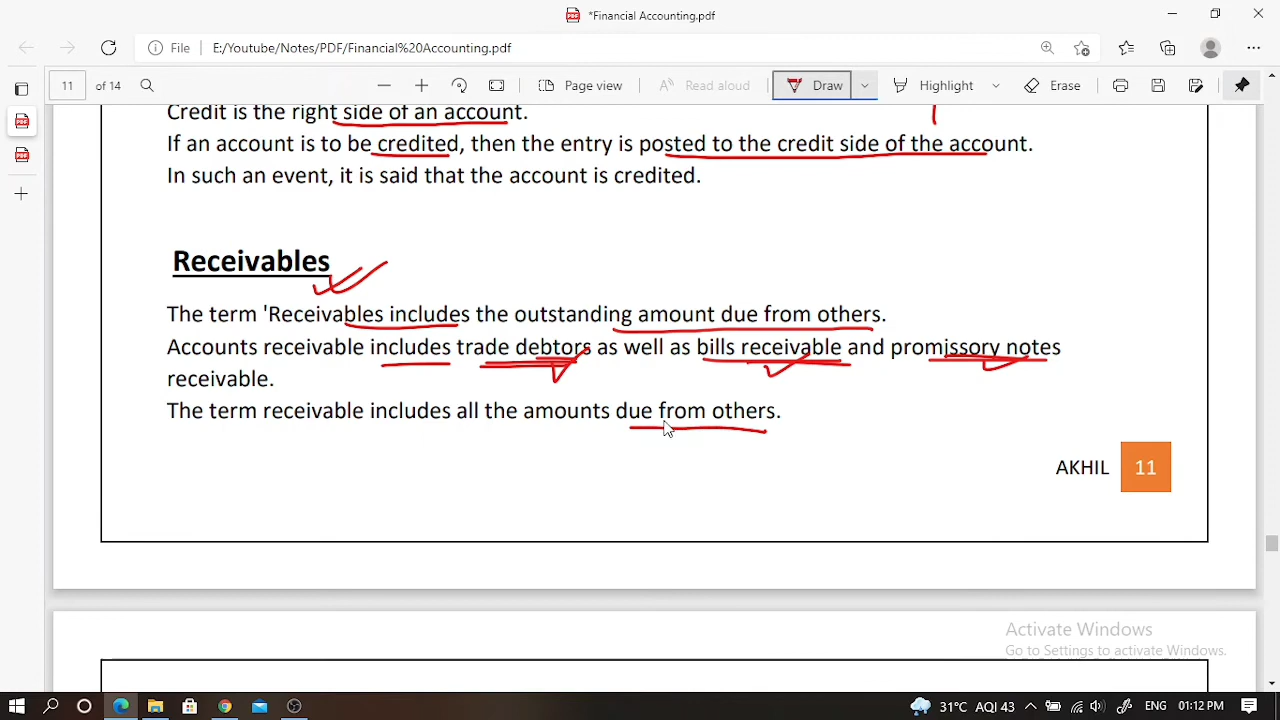 *Financial Accounting.pdf
File E:/Youtube/Notes/PDF/Financial%20Accounting.pdf
11 of 14 Page view Read aloud Draw Highlight Erase
Credit is the right side of an account.
If an account is to be credited, then the entry is posted to the credit side of the account.
In such an event, it is said that the account is credited.
Receivables
The term 'Receivables includes the outstanding amount due from others.
Accounts receivable includes trade debtors as well as bills receivable and promissory notes
receivable.
The term receivable includes all the amounts due from others.
AKHIL 11
Activate Windows
Go to Settings to activate Windows.
31°C AQI 43 ENG 01:12 PM